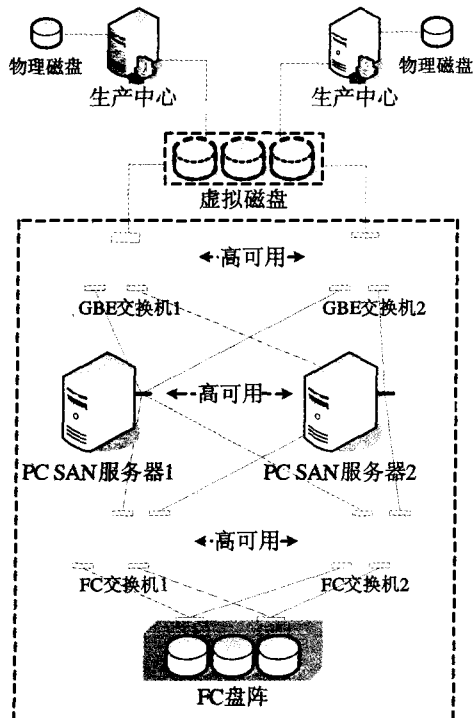 物理磁盘
物理磁盘
生产中心
生产中心
虚拟磁盘
高可用
GBE交换机1
GBE交换机2
高可用
PC SAN服务器1
PC SAN服务器2
高可用
FC交换机1
FC交换机2
FC盘阵